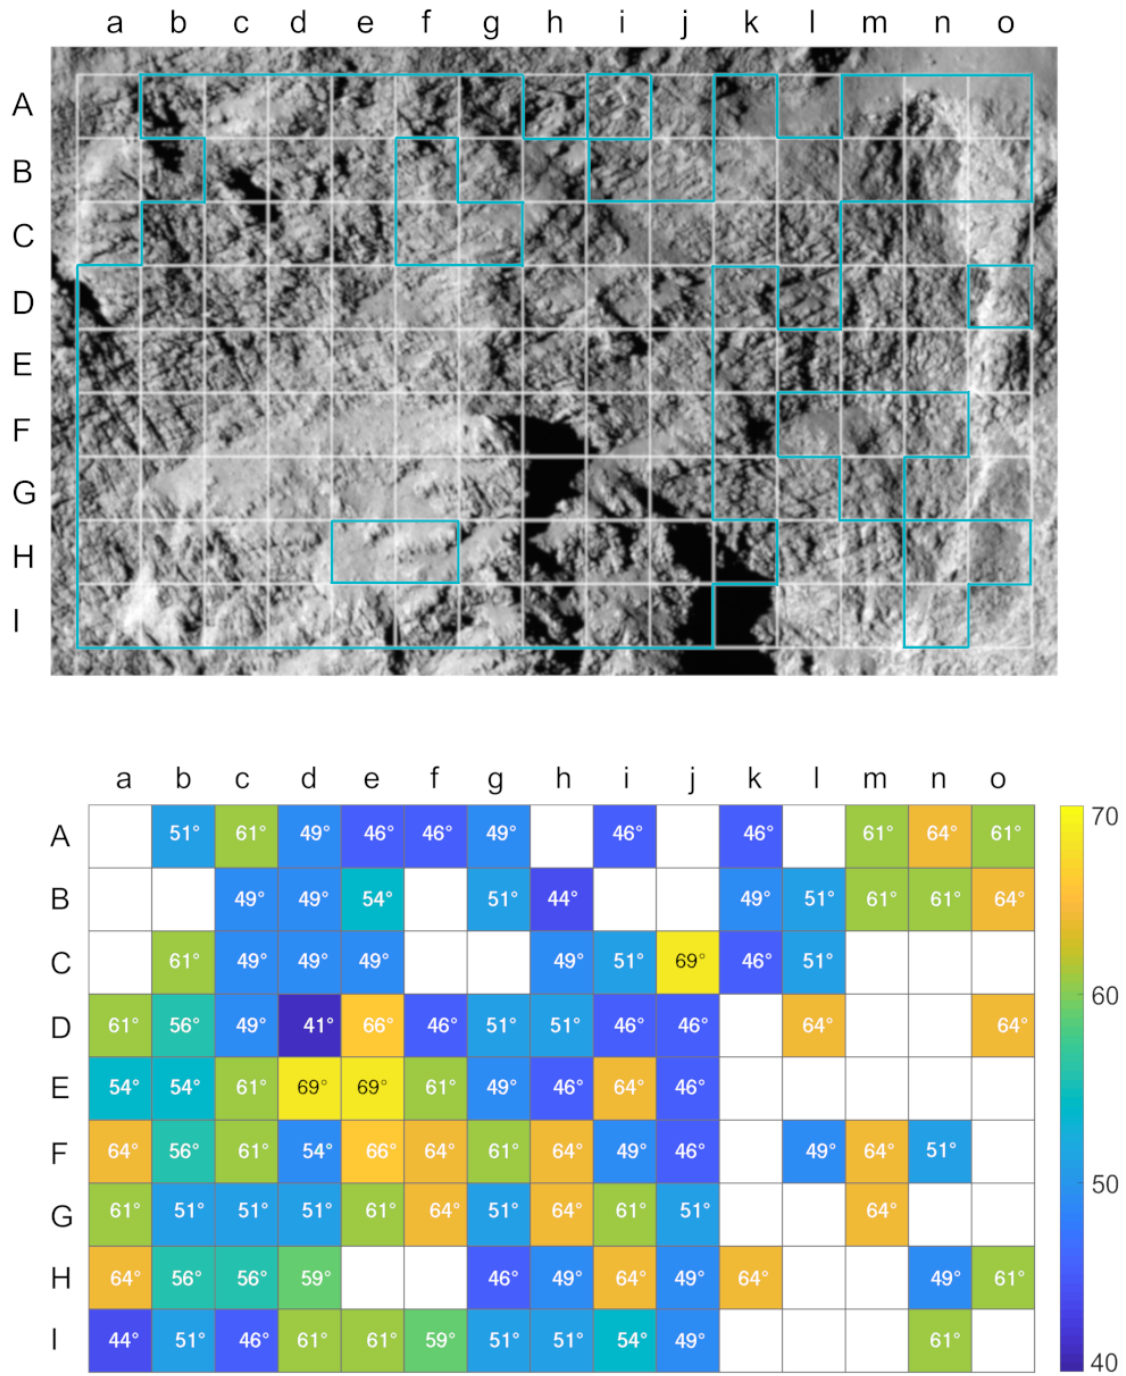 a b c d e f g h i j k l m n o
A
B
C
D
E
F
G
H
I
a b c d e f g h i j k l m n o
A 51° 61° 49° 46° 46° 49° 46° 46° 61° 64° 61°
B 49° 49° 54° 51° 44° 49° 51° 61° 61° 64°
C 61° 49° 49° 49° 49° 51° 69° 46° 51°
D 61° 56° 49° 41° 66° 46° 51° 51° 46° 46° 64° 64°
E 54° 54° 61° 69° 69° 61° 49° 46° 64° 46°
F 64° 56° 61° 54° 66° 64° 61° 64° 49° 46° 49° 64° 51°
G 61° 51° 51° 51° 61° 64° 51° 64° 61° 51° 64°
H 64° 56° 56° 59° 46° 49° 64° 49° 64° 49° 61°
I 44° 51° 46° 61° 61° 59° 51° 51° 54° 49° 61°
70
60
50
40